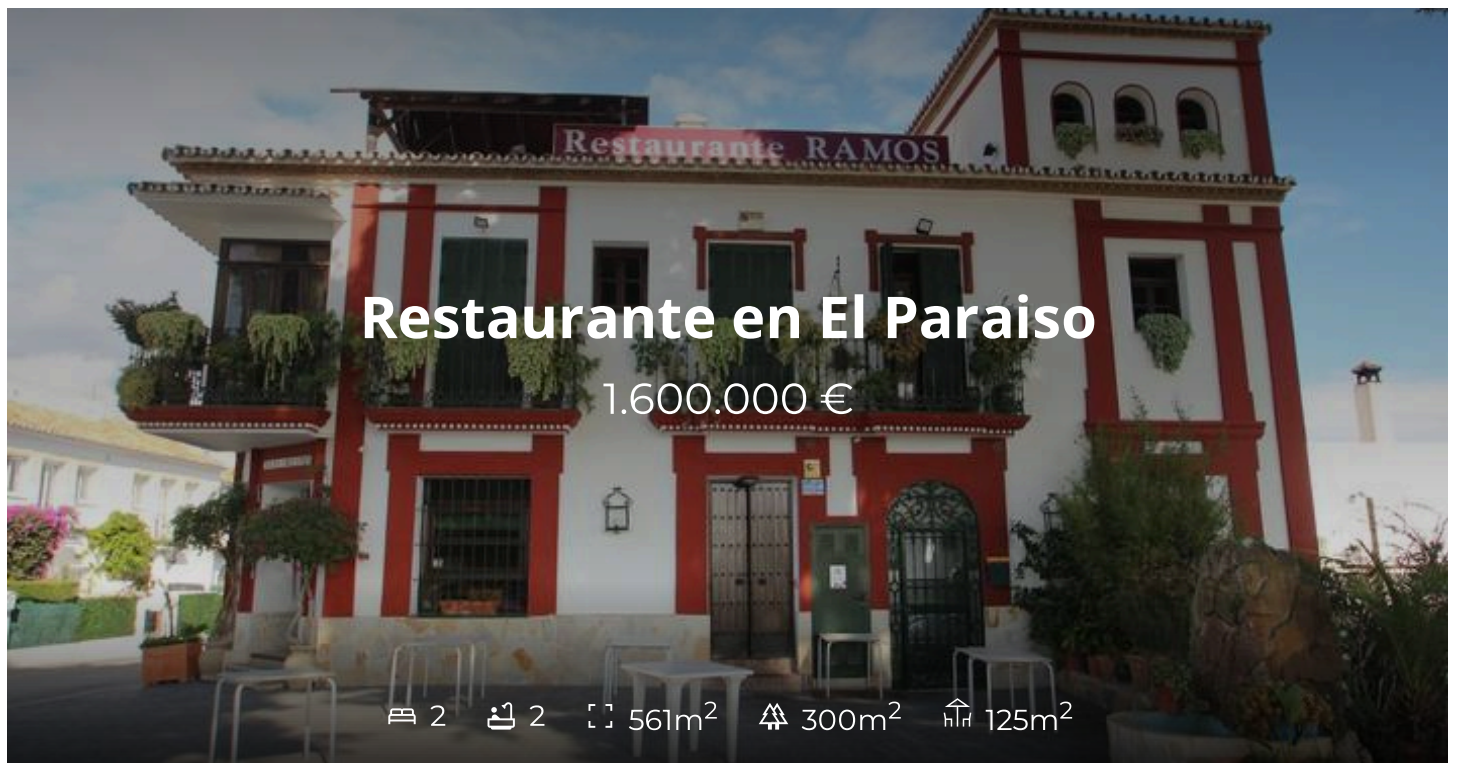 Restaurante RAMOS
Restaurante en El Paraiso
1.600.000 €
2 2 561m² 300m² 125m²